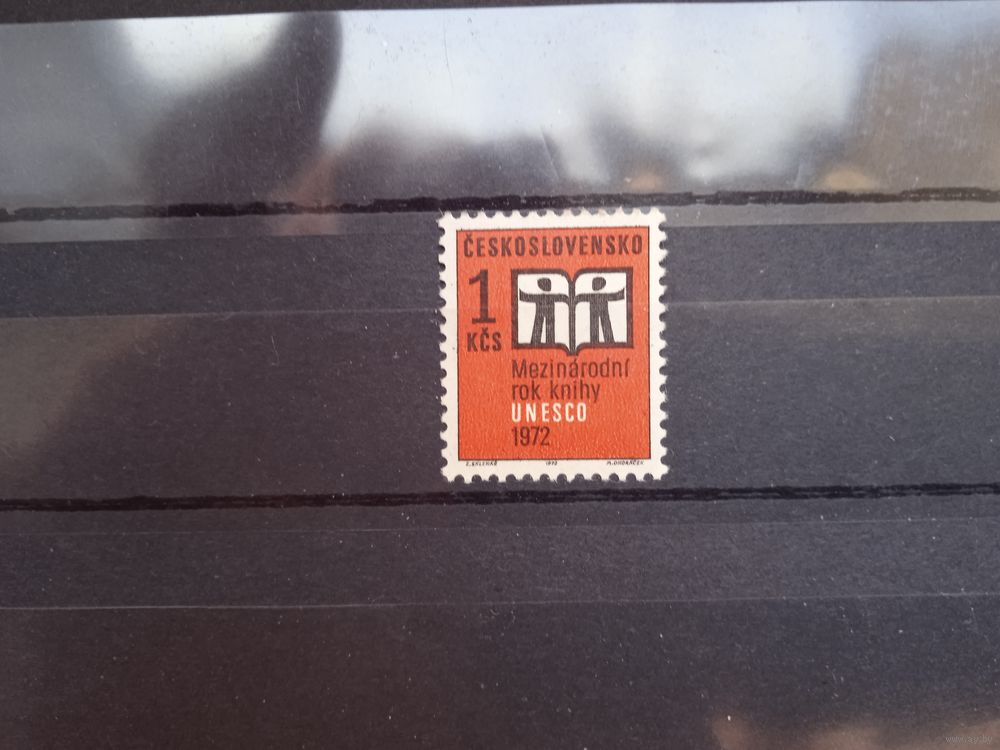 ČESKOSLOVENSKO
1
KČS
Mezinárodní
rok knihy
UNESCO
1972
1972